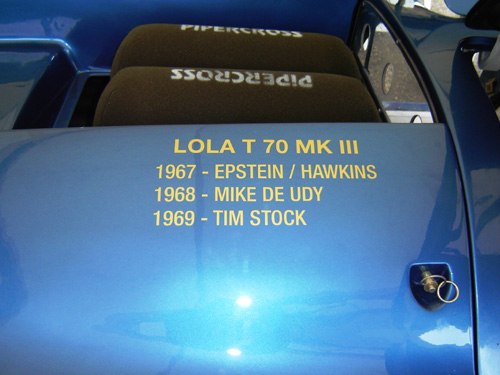 PIPERCROSS
PIPERCROSS
LOLA T 70 MK III
1967 - EPSTEIN / HAWKINS
1968 - MIKE DE UDY
1969 - TIM STOCK